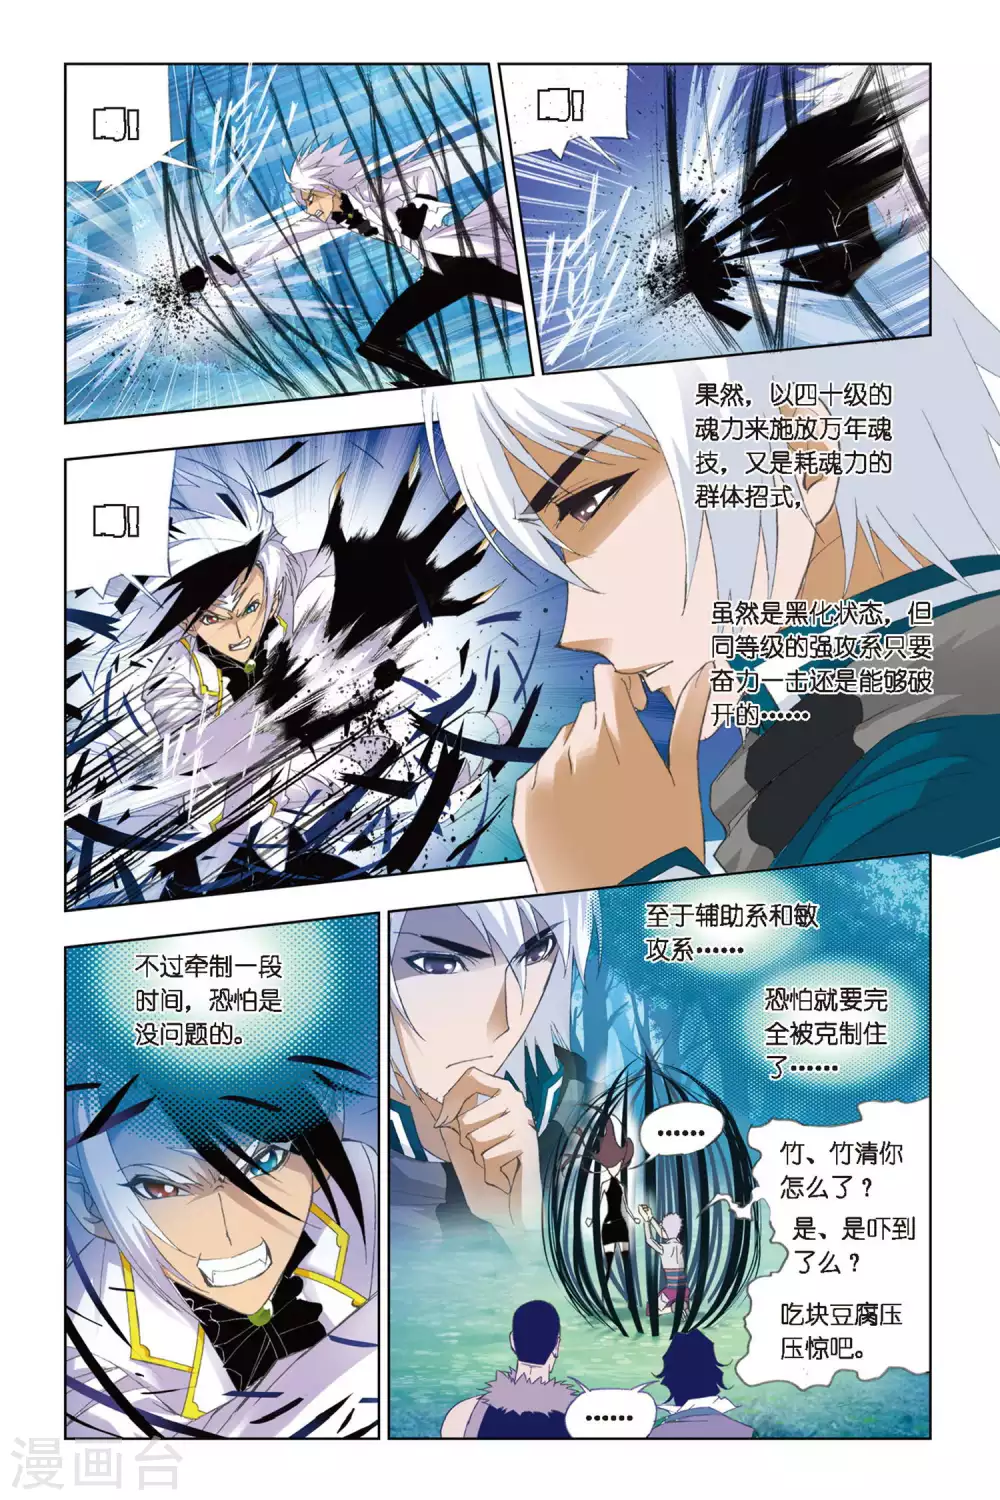 叮
叮
果然，以四十级的
魂力来施放万年魂
技，又是耗魂力的
群体招式，
虽然是黑化状态，但
同等级的强攻系只要
奋力一击还是能够破
开的……
叮
不过牵制一段
时间，恐怕是
没问题的。
至于辅助系和敏
攻系……
恐怕就要完
全被克制住
了……
……
竹、竹清你
怎么了？
是、是吓到
了么？
吃块豆腐压
压惊吧。
……
漫画台